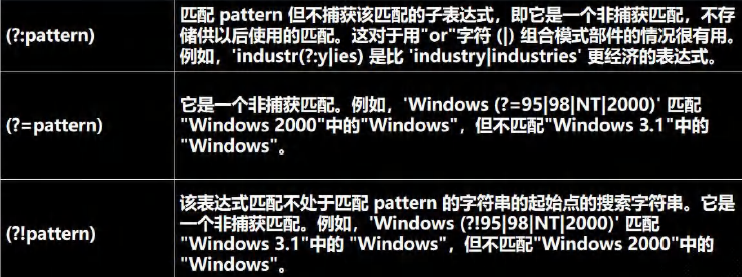 (?:pattern)
匹配 pattern 但不捕获该匹配的子表达式，即它是一个非捕获匹配，不存
储供以后使用的匹配。这对于用"or"字符 (|) 组合模式部件的情况很有用。
例如，'industr(?:y|ies) 是比 'industry|industries' 更经济的表达式。
(?=pattern)
它是一个非捕获匹配。例如，'Windows (?=95|98|NT|2000)' 匹配
"Windows 2000"中的"Windows"，但不匹配"Windows 3.1"中的
"Windows"。
(?!pattern)
该表达式匹配不处于匹配 pattern 的字符串的起始点的搜索字符串。它是
一个非捕获匹配。例如，'Windows (?!95|98|NT|2000)' 匹配
"Windows 3.1"中的 "Windows"，但不匹配"Windows 2000"中的
"Windows"。